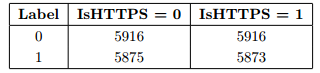 Label IsHTTPS = 0 IsHTTPS = 1
0 5916 5916
1 5875 5873